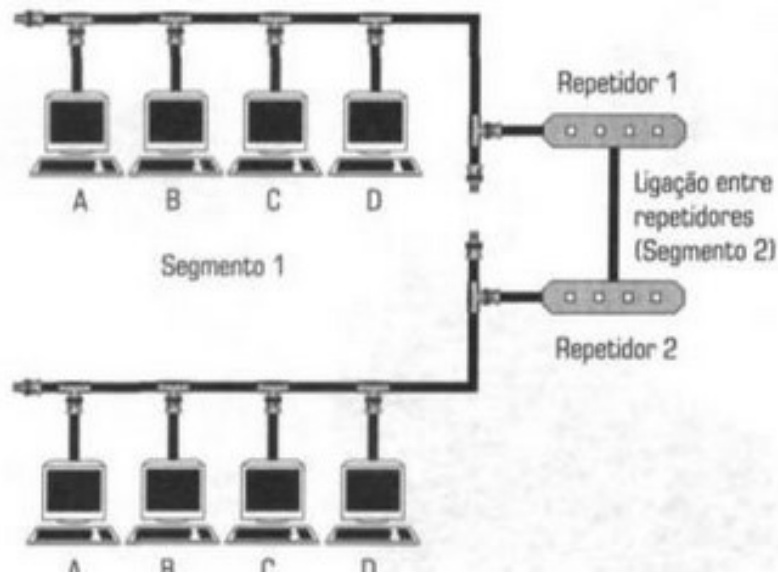 Repetidor 1
A B C D
Ligação entre
repetidores
(Segmento 2)
Segmento 1
Repetidor 2
A B C D